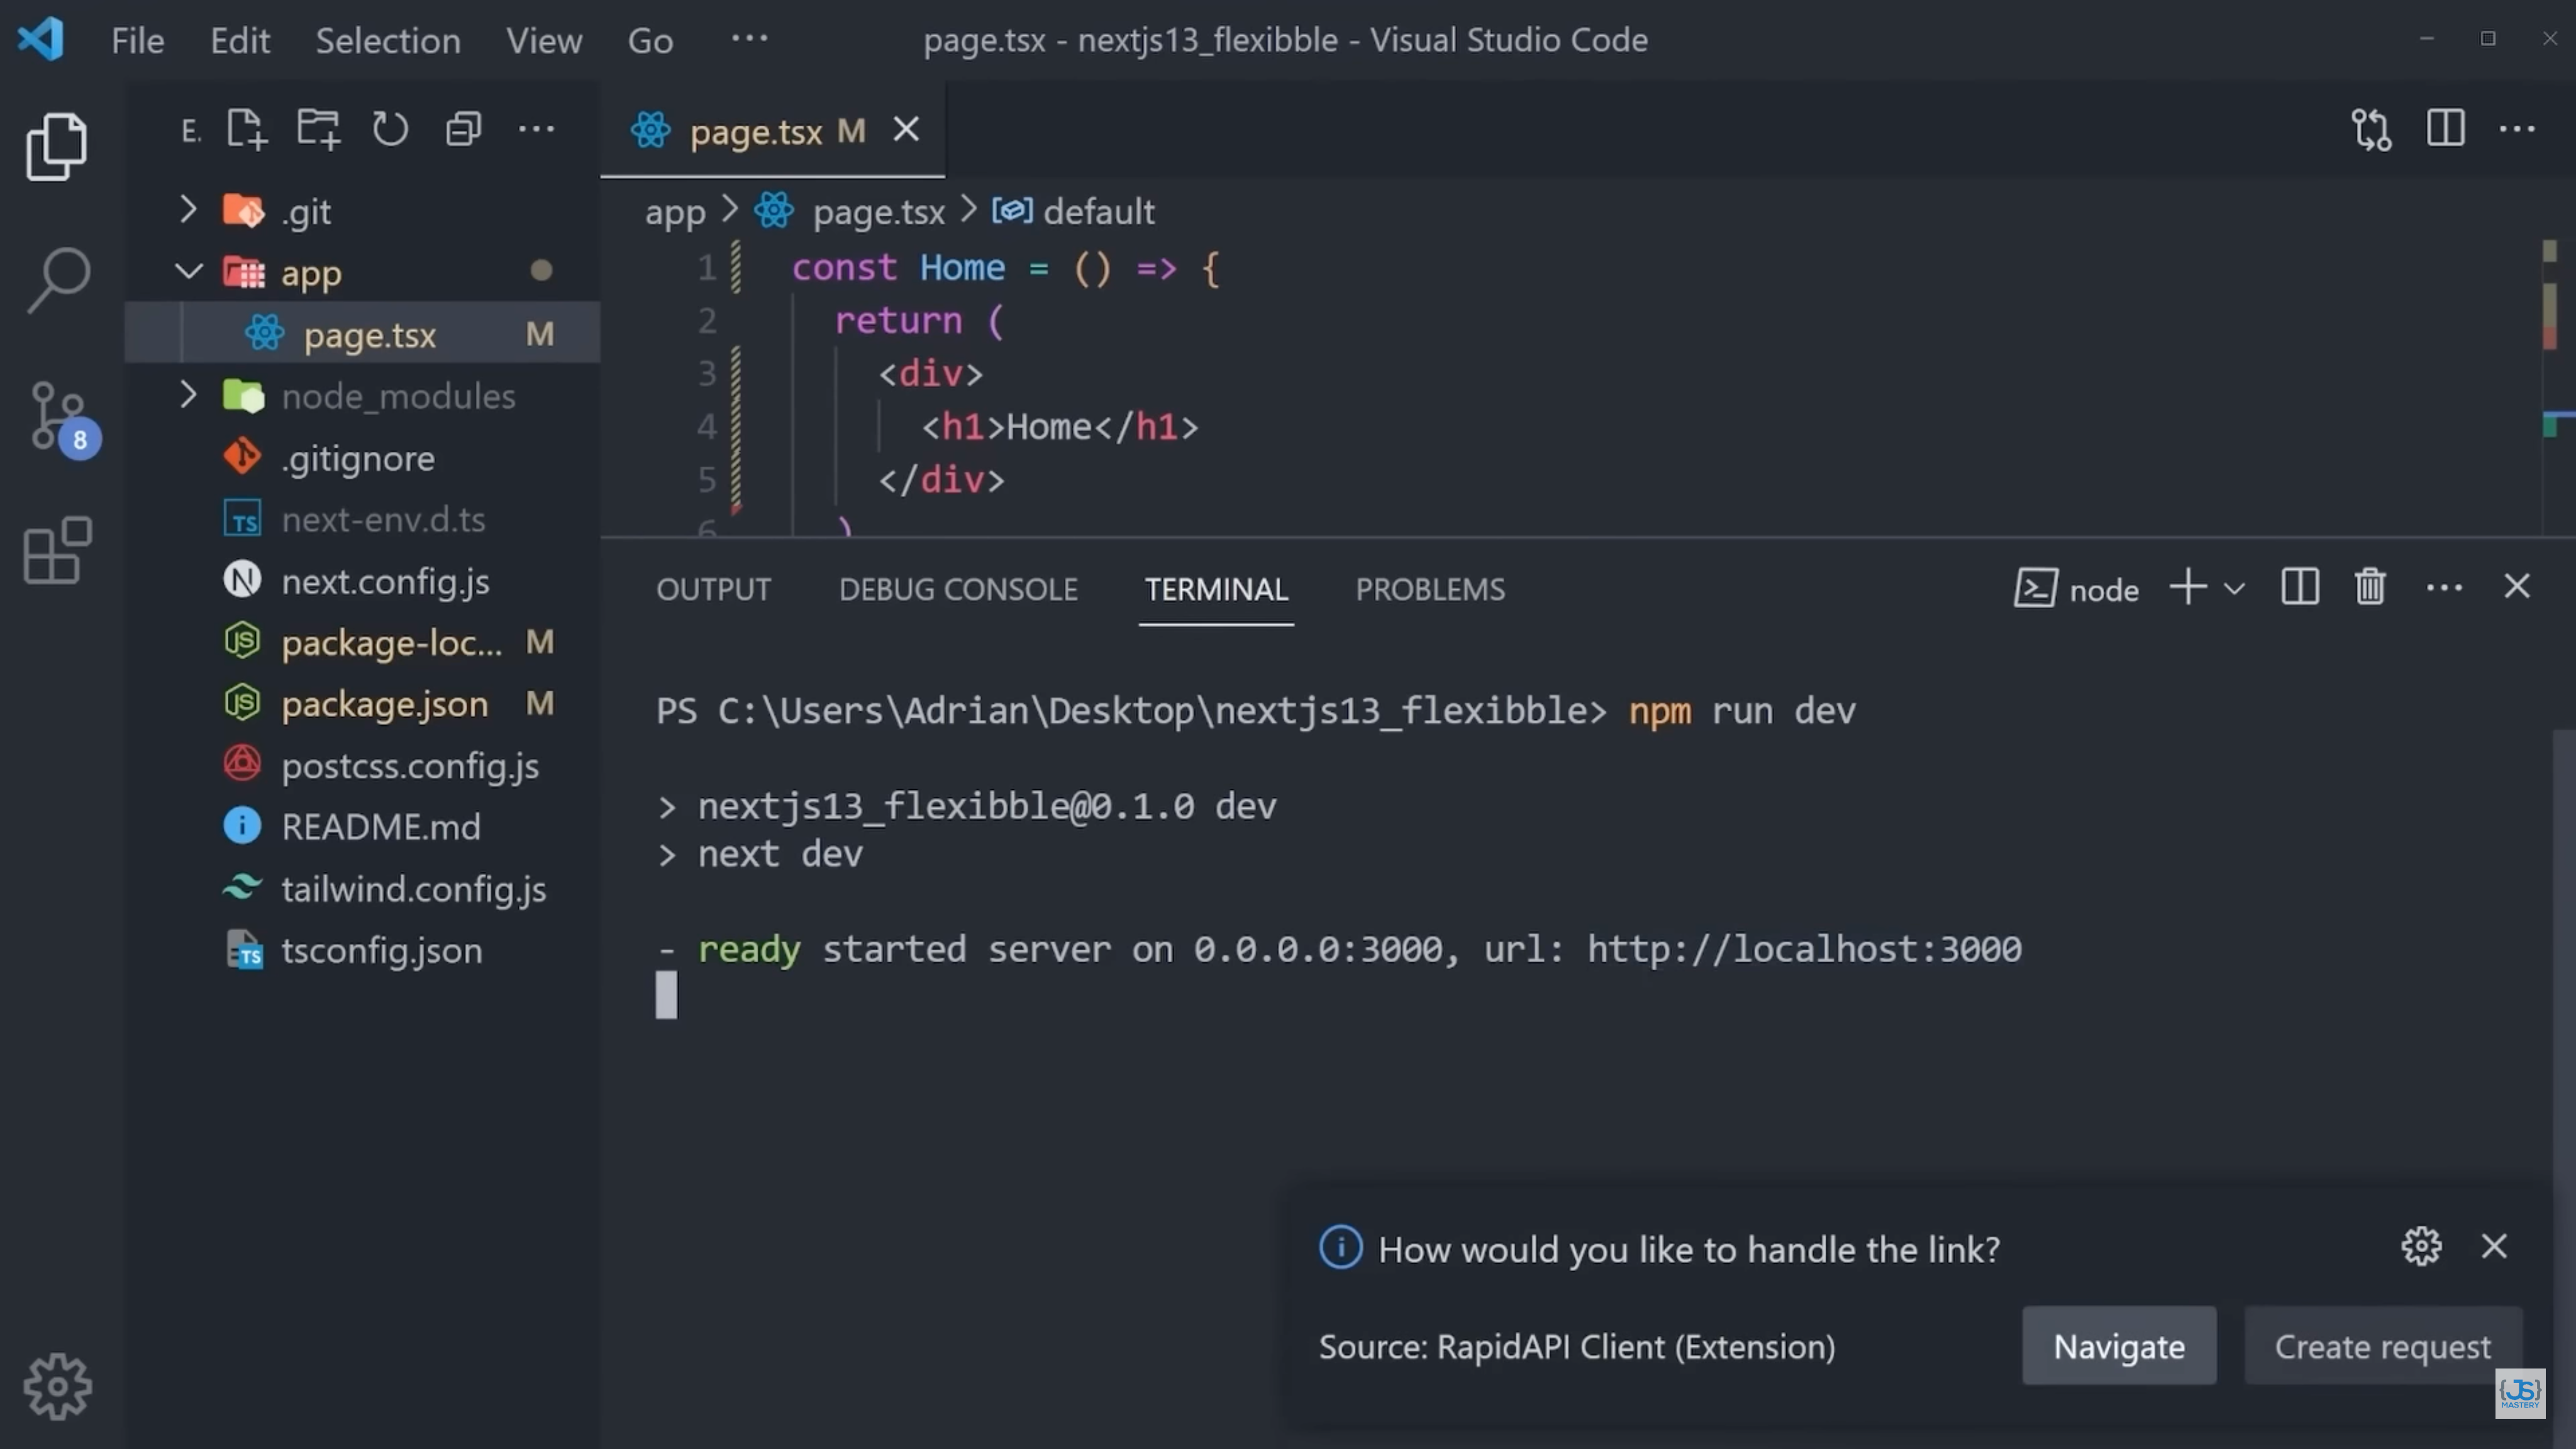 File Edit Selection View Go ... page.tsx - nextjs13_flexibble - Visual Studio Code
E.
page.tsx M
.git
app
page.tsx M
node_modules
.gitignore
next-env.d.ts
next.config.js
package-loc... M
package.json M
postcss.config.js
README.md
tailwind.config.js
tsconfig.json
8
app > page.tsx > default
1 const Home = () => {
2 return (
3 <div>
4 <h1>Home</h1>
5 </div>
6 )
OUTPUT DEBUG CONSOLE TERMINAL PROBLEMS node
PS C:\Users\Adrian\Desktop\nextjs13_flexibble> npm run dev
> nextjs13_flexibble@0.1.0 dev
> next dev
- ready started server on 0.0.0.0:3000, url: http://localhost:3000
How would you like to handle the link?
Source: RapidAPI Client (Extension) Navigate Create request
{JS}
MASTERY